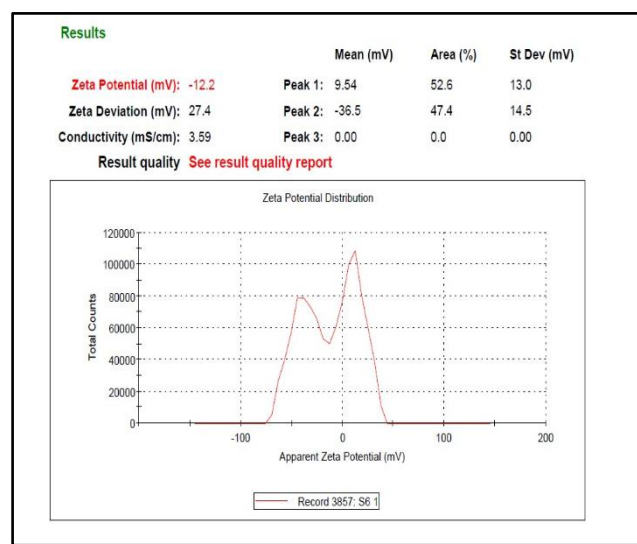 Results
Mean (mV) Area (%) St Dev (mV)
Zeta Potential (mV): -12.2 Peak 1: 9.54 52.6 13.0
Zeta Deviation (mV): 27.4 Peak 2: -36.5 47.4 14.5
Conductivity (mS/cm): 3.59 Peak 3: 0.00 0.0 0.00
Result quality See result quality report
Zeta Potential Distribution
Total Counts
120000
100000
80000
60000
40000
20000
0
-100 0 100 200
Apparent Zeta Potential (mV)
Record 3857: S6 1